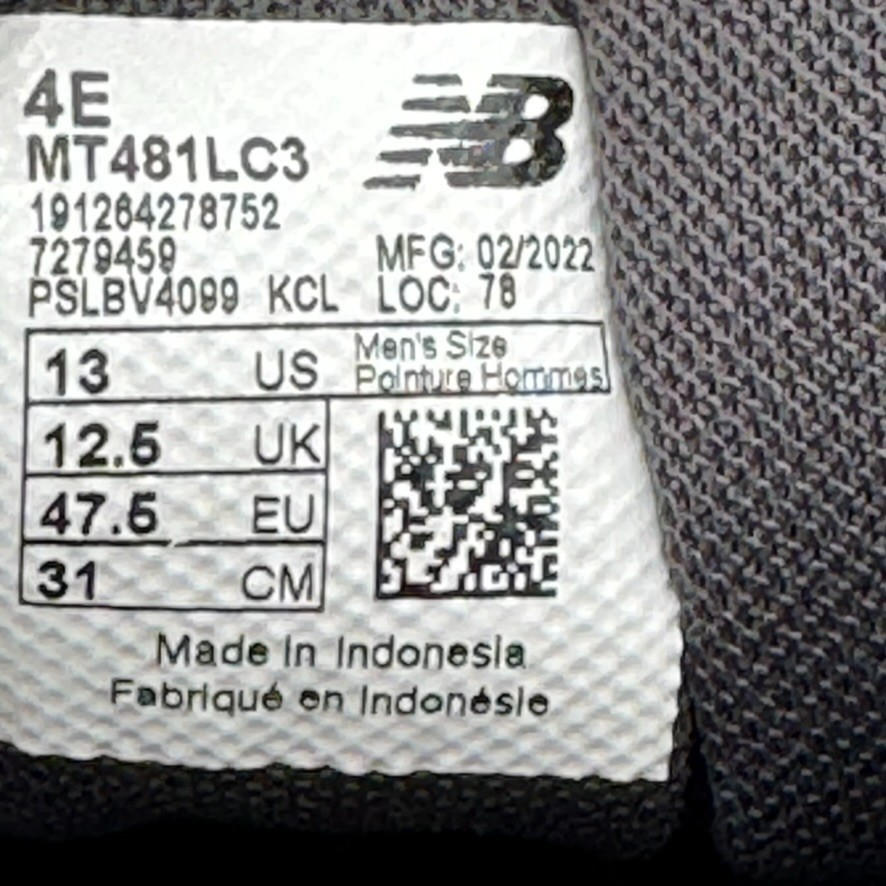 4E
NB
MT481LC3
191264278752
7279459 MFG: 02/2022
PSLBV4099 KCL LOC: 78
13 US Men's Size
Pointure Hommes
12.5 UK
47.5 EU
31 CM
Made in Indonesia
Fabriqué en Indonésie